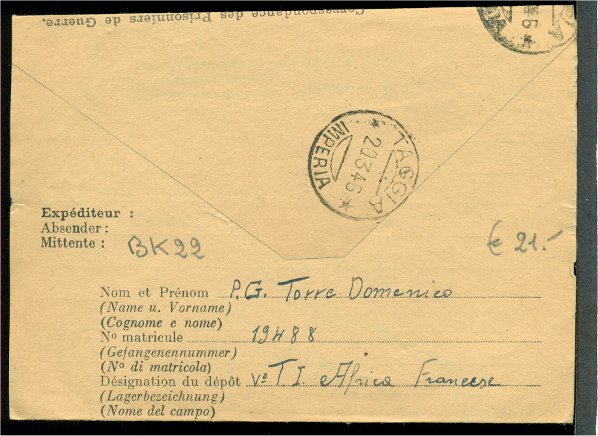 Correspondance des Prisonniers de Guerre.
TAGGIA
20.3.46
IMPERIA
Expéditeur :
Absender :
Mittente :
BK22
€ 21.-
Nom et Prénom P.G. Torre Domenico
(Name u. Vorname)
(Cognome e nome)
No matricule 19488
(Gefangenennummer)
(No di matricola)
Désignation du dépôt Vº T.I. Africa Francese
(Lagerbezeichnung)
(Nome del campo)